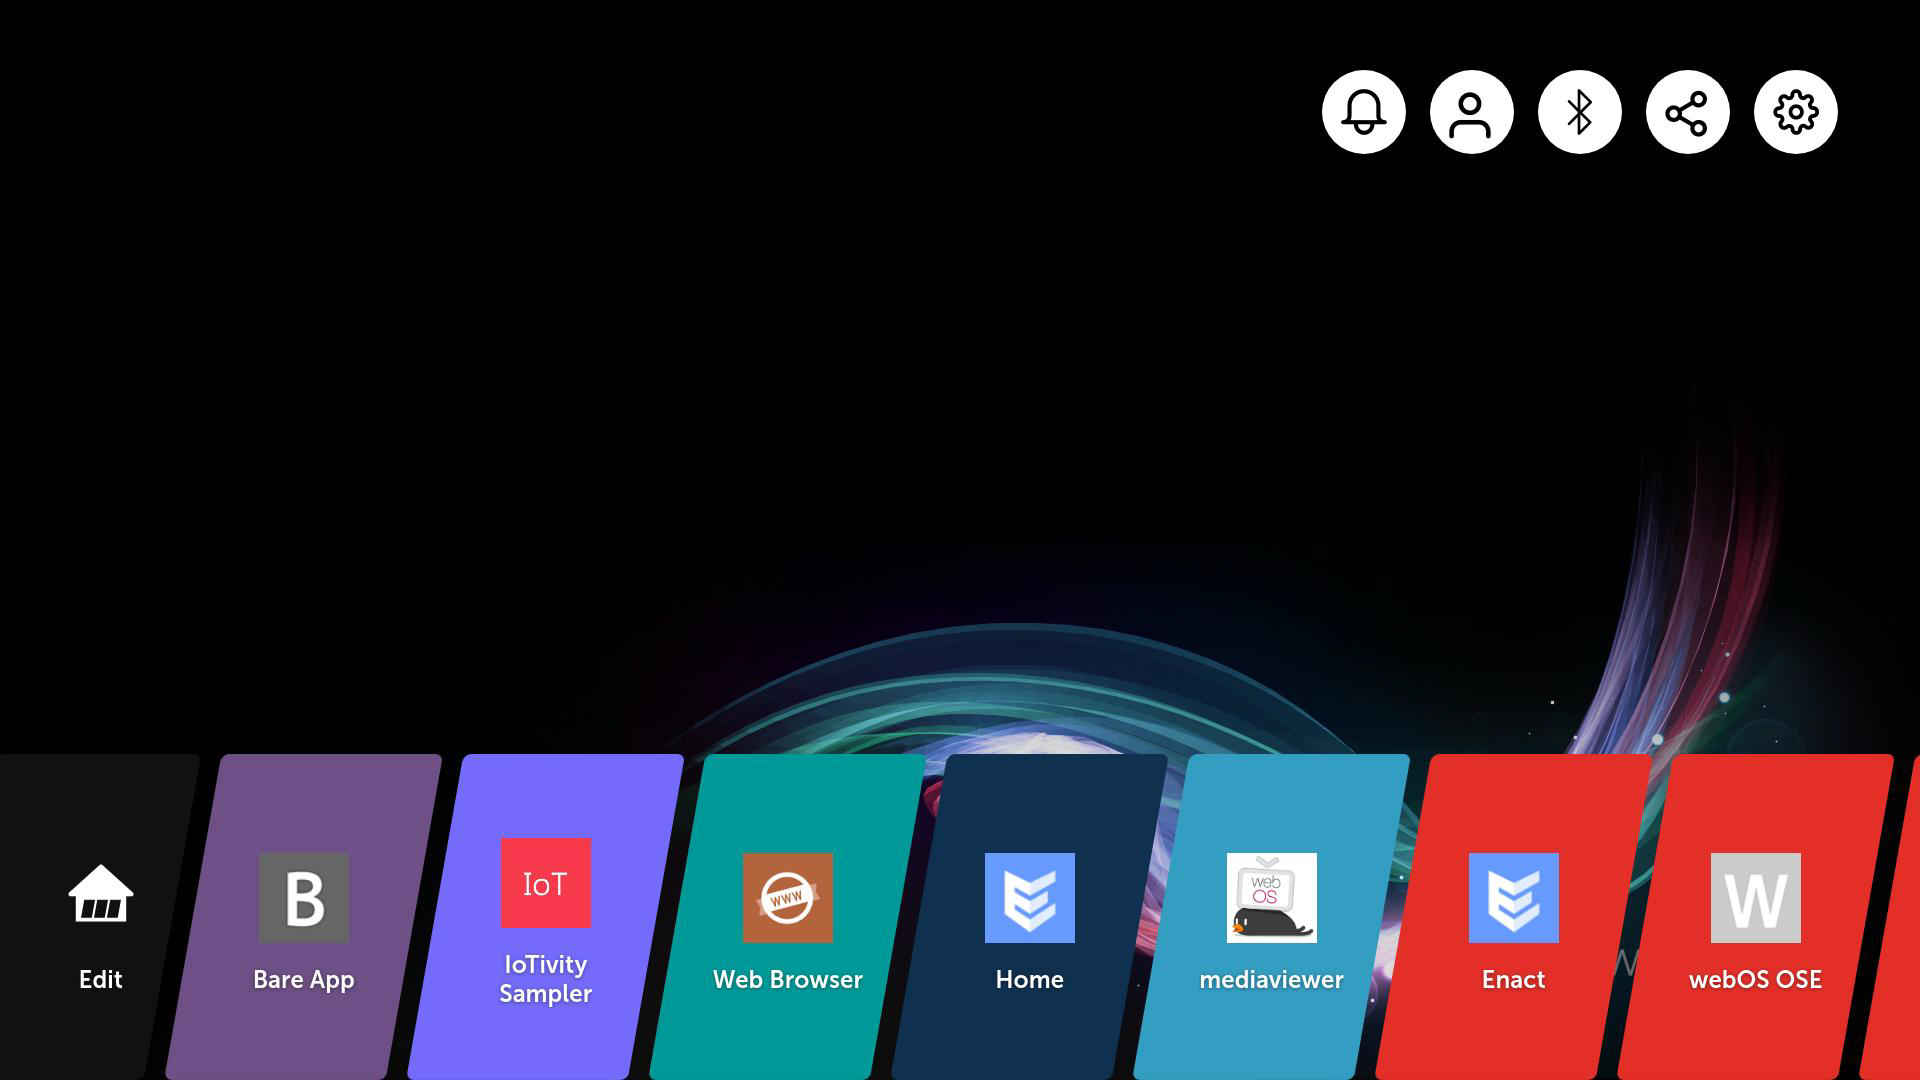 Edit
B
Bare App
IoT
IoTivity
Sampler
WWW
Web Browser
Home
web
OS
mediaviewer
Enact
W
W
webOS OSE